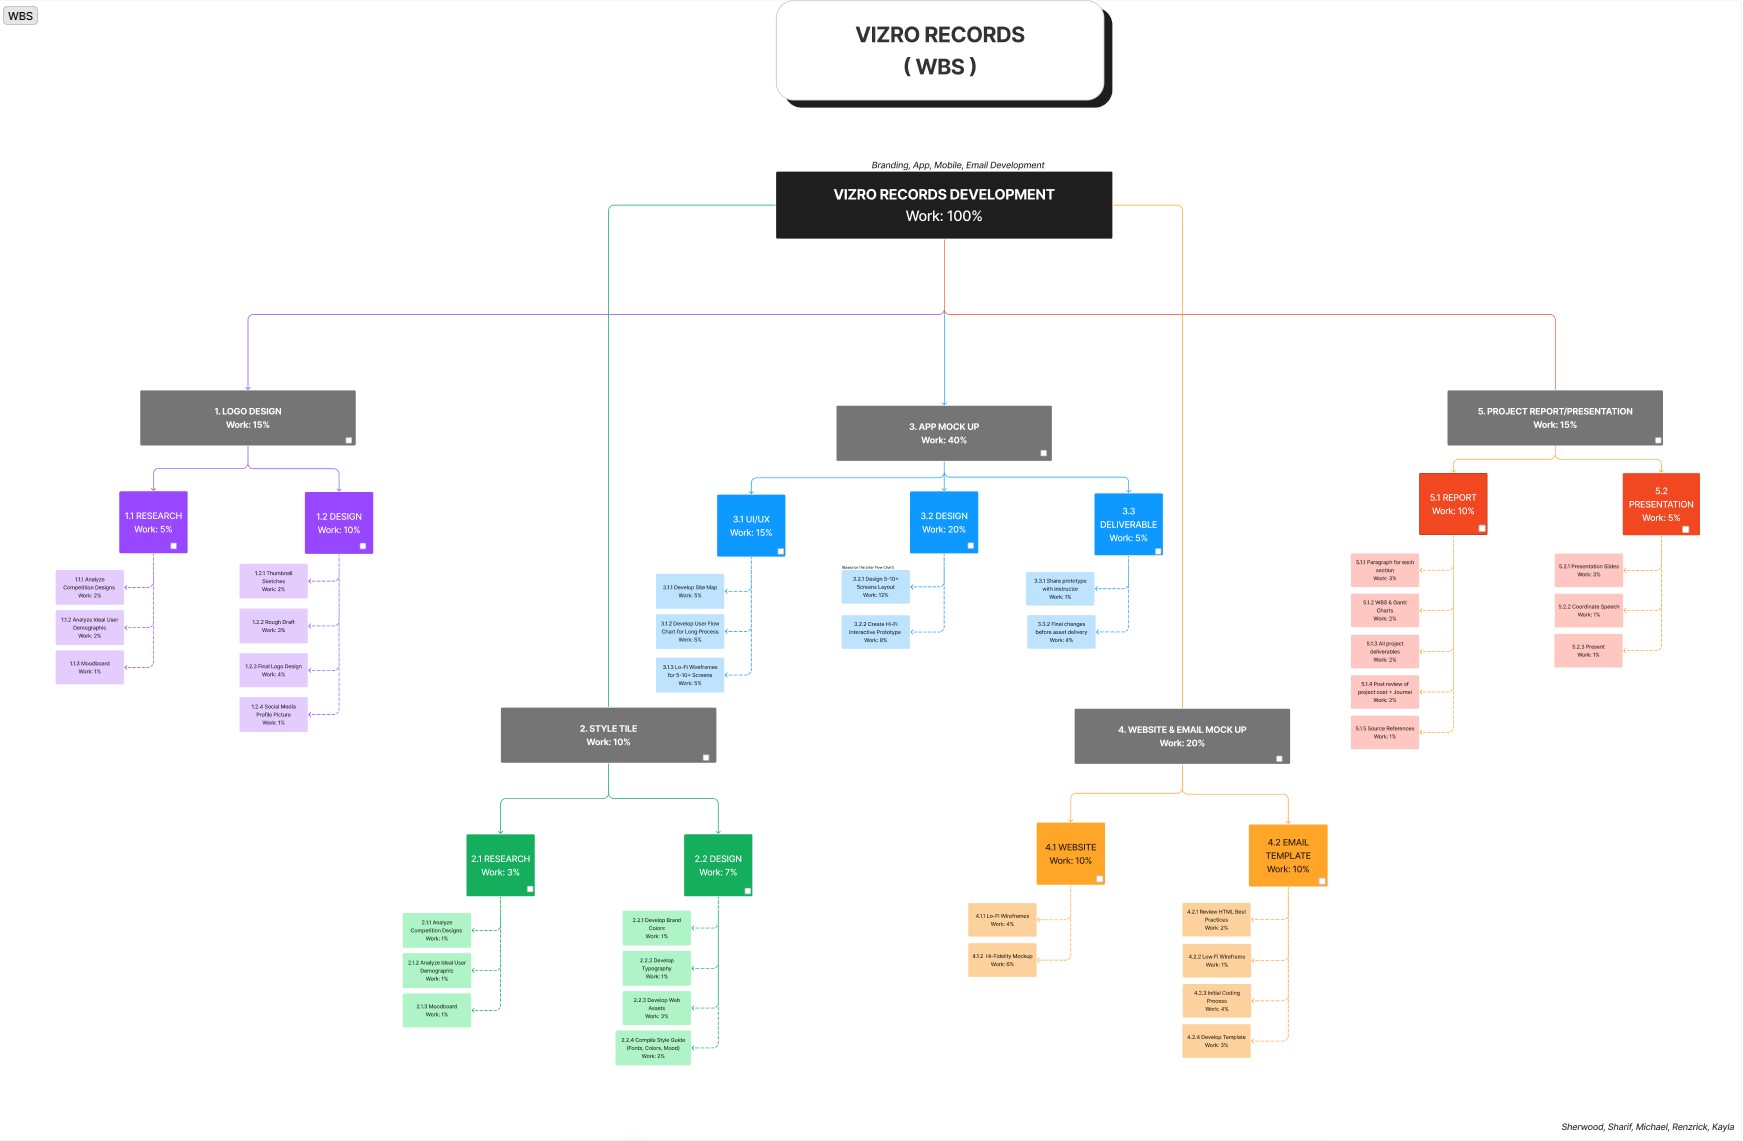 WBS
VIZRO RECORDS
( WBS )
Branding, App, Mobile, Email Development
VIZRO RECORDS DEVELOPMENT
Work: 100%
1. LOGO DESIGN
Work: 15%
1.1 RESEARCH
Work: 5%
1.1.1 Analyze
Competition Designs
Work: 2%
1.1.2 Analyze Ideal User
Demographic
Work: 2%
1.1.3 Moodboard
Work: 1%
1.2 DESIGN
Work: 10%
1.2.1 Thumbnail
Sketches
Work: 2%
1.2.2 Rough Draft
Work: 3%
1.2.3 Final Logo Design
Work: 4%
1.2.4 Social Media
Profile Picture
Work: 1%
2. STYLE TILE
Work: 10%
2.1 RESEARCH
Work: 3%
2.1.1 Analyze
Competition Designs
Work: 1%
2.1.2 Analyze Ideal User
Demographic
Work: 1%
2.1.3 Moodboard
Work: 1%
2.2 DESIGN
Work: 7%
2.2.1 Develop Brand
Colors
Work: 1%
2.2.2 Develop
Typography
Work: 1%
2.2.3 Develop Web
Assets
Work: 3%
2.2.4 Compile Style Guide
(Fonts, Colors, Mood)
Work: 2%
3. APP MOCK UP
Work: 40%
3.1 UI/UX
Work: 15%
3.1.1 Develop Site Map
Work: 5%
3.1.2 Develop User Flow
Chart for Long Process
Work: 5%
3.1.3 Lo-Fi Wireframes
for 5-10+ Screens
Work: 5%
3.2 DESIGN
Work: 20%
(Based on the User Flow Chart)
3.2.1 Design 5-10+
Screens Layout
Work: 12%
3.2.2 Create Hi-Fi
Interactive Prototype
Work: 8%
3.3
DELIVERABLE
Work: 5%
3.3.1 Share prototype
with instructor
Work: 1%
3.3.2 Final changes
before asset delivery
Work: 4%
4. WEBSITE & EMAIL MOCK UP
Work: 20%
4.1 WEBSITE
Work: 10%
4.1.1 Lo-Fi Wireframes
Work: 4%
4.1.2 Hi-Fidelity Mockup
Work: 6%
4.2 EMAIL
TEMPLATE
Work: 10%
4.2.1 Review HTML Best
Practices
Work: 2%
4.2.2 Low Fi Wireframe
Work: 1%
4.2.3 Initial Coding
Process
Work: 4%
4.2.4 Develop Template
Work: 3%
5. PROJECT REPORT/PRESENTATION
Work: 15%
5.1 REPORT
Work: 10%
5.1.1 Paragraph for each
section
Work: 3%
5.1.2 WBS & Gantt
Charts
Work: 2%
5.1.3 All project
deliverables
Work: 2%
5.1.4 Post review of
project cost + Journal
Work: 2%
5.1.5 Source References
Work: 1%
5.2
PRESENTATION
Work: 5%
5.2.1 Presentation Slides
Work: 3%
5.2.2 Coordinate Speech
Work: 1%
5.2.3 Present
Work: 1%
Sherwood, Sharif, Michael, Renzrick, Kayla